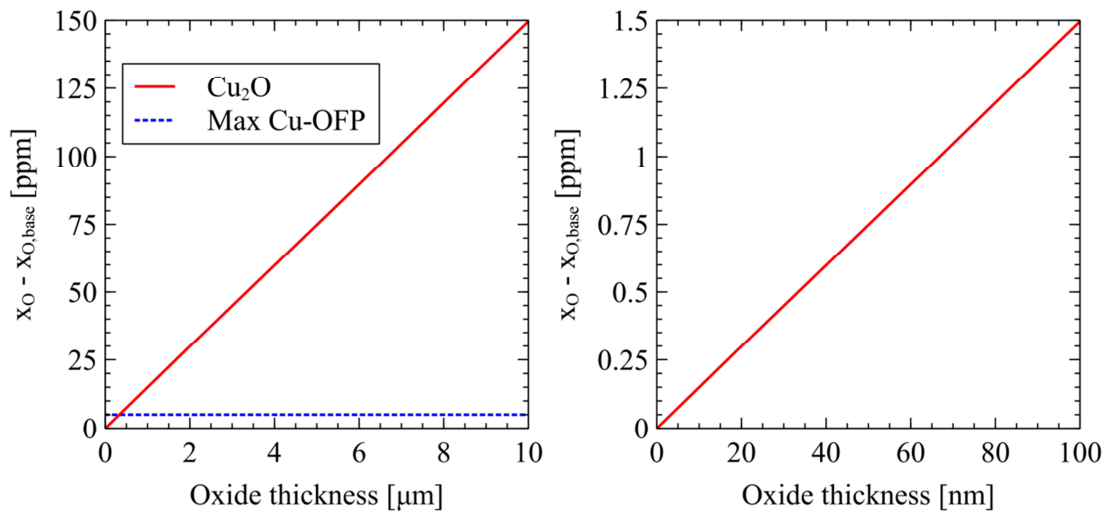 150
125
100
75
50
25
0
x_O - x_O,base [ppm]
Cu₂O
Max Cu-OFP
0 2 4 6 8 10
Oxide thickness [μm]
1.5
1.25
1
0.75
0.5
0.25
0
x_O - x_O,base [ppm]
0 20 40 60 80 100
Oxide thickness [nm]